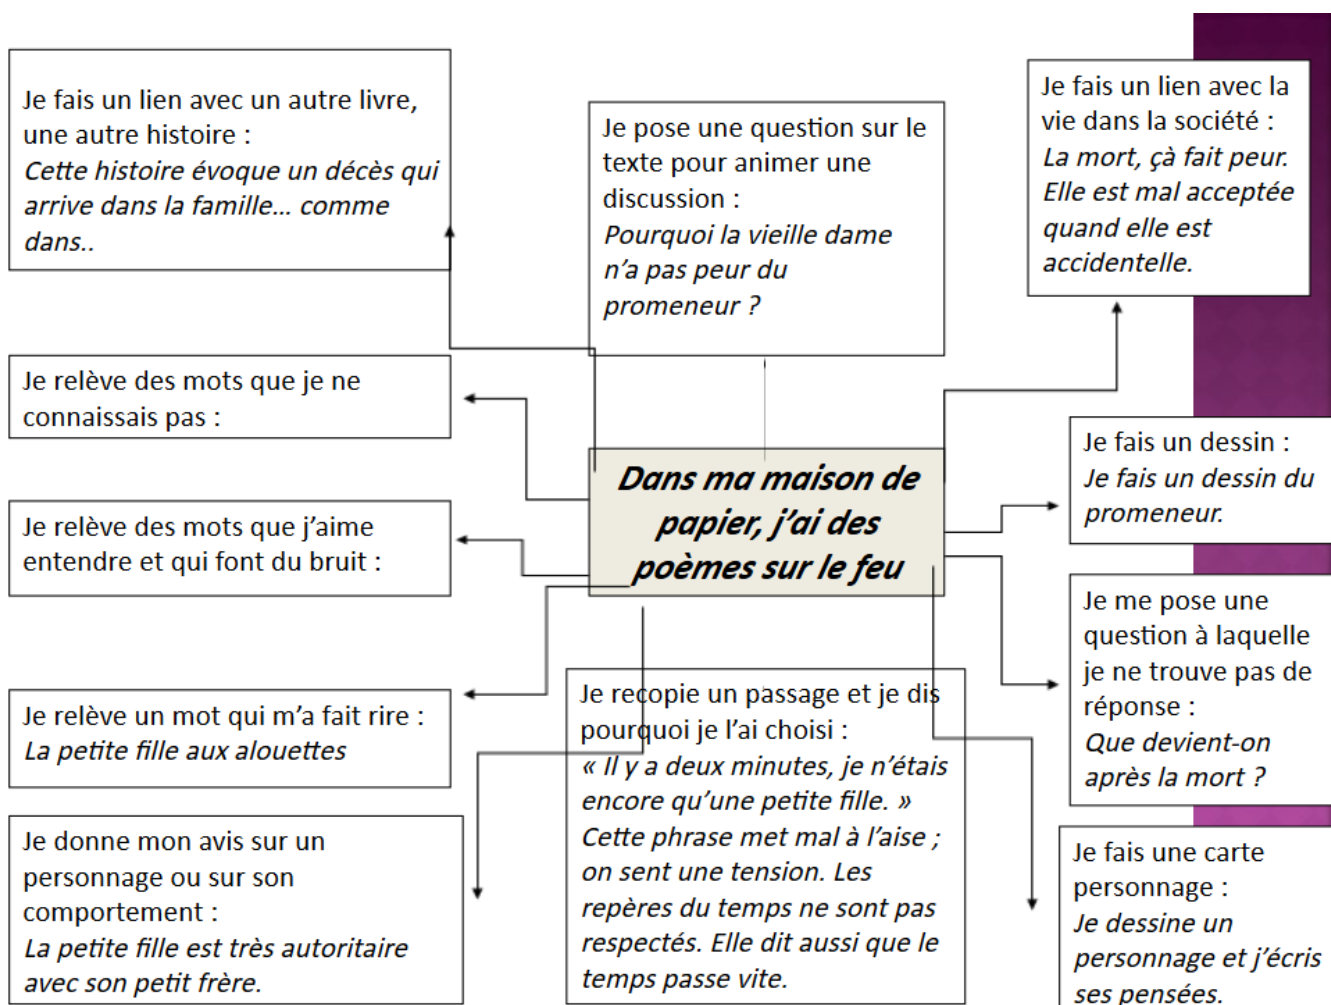 Je fais un lien avec un autre livre,
une autre histoire :
Cette histoire évoque un décès qui
arrive dans la famille... comme
dans..
Je pose une question sur le
texte pour animer une
discussion :
Pourquoi la vieille dame
n'a pas peur du
promeneur ?
Je fais un lien avec la
vie dans la société :
La mort, çà fait peur.
Elle est mal acceptée
quand elle est
accidentelle.
Je relève des mots que je ne
connaissais pas :
Dans ma maison de
papier, j'ai des
poèmes sur le feu
Je fais un dessin :
Je fais un dessin du
promeneur.
Je relève des mots que j'aime
entendre et qui font du bruit :
Je me pose une
question à laquelle
je ne trouve pas de
réponse :
Que devient-on
après la mort ?
Je relève un mot qui m'a fait rire :
La petite fille aux alouettes
Je recopie un passage et je dis
pourquoi je l'ai choisi :
« Il y a deux minutes, je n'étais
encore qu'une petite fille. »
Cette phrase met mal à l'aise ;
on sent une tension. Les
repères du temps ne sont pas
respectés. Elle dit aussi que le
temps passe vite.
Je donne mon avis sur un
personnage ou sur son
comportement :
La petite fille est très autoritaire
avec son petit frère.
Je fais une carte
personnage :
Je dessine un
personnage et j'écris
ses pensées.